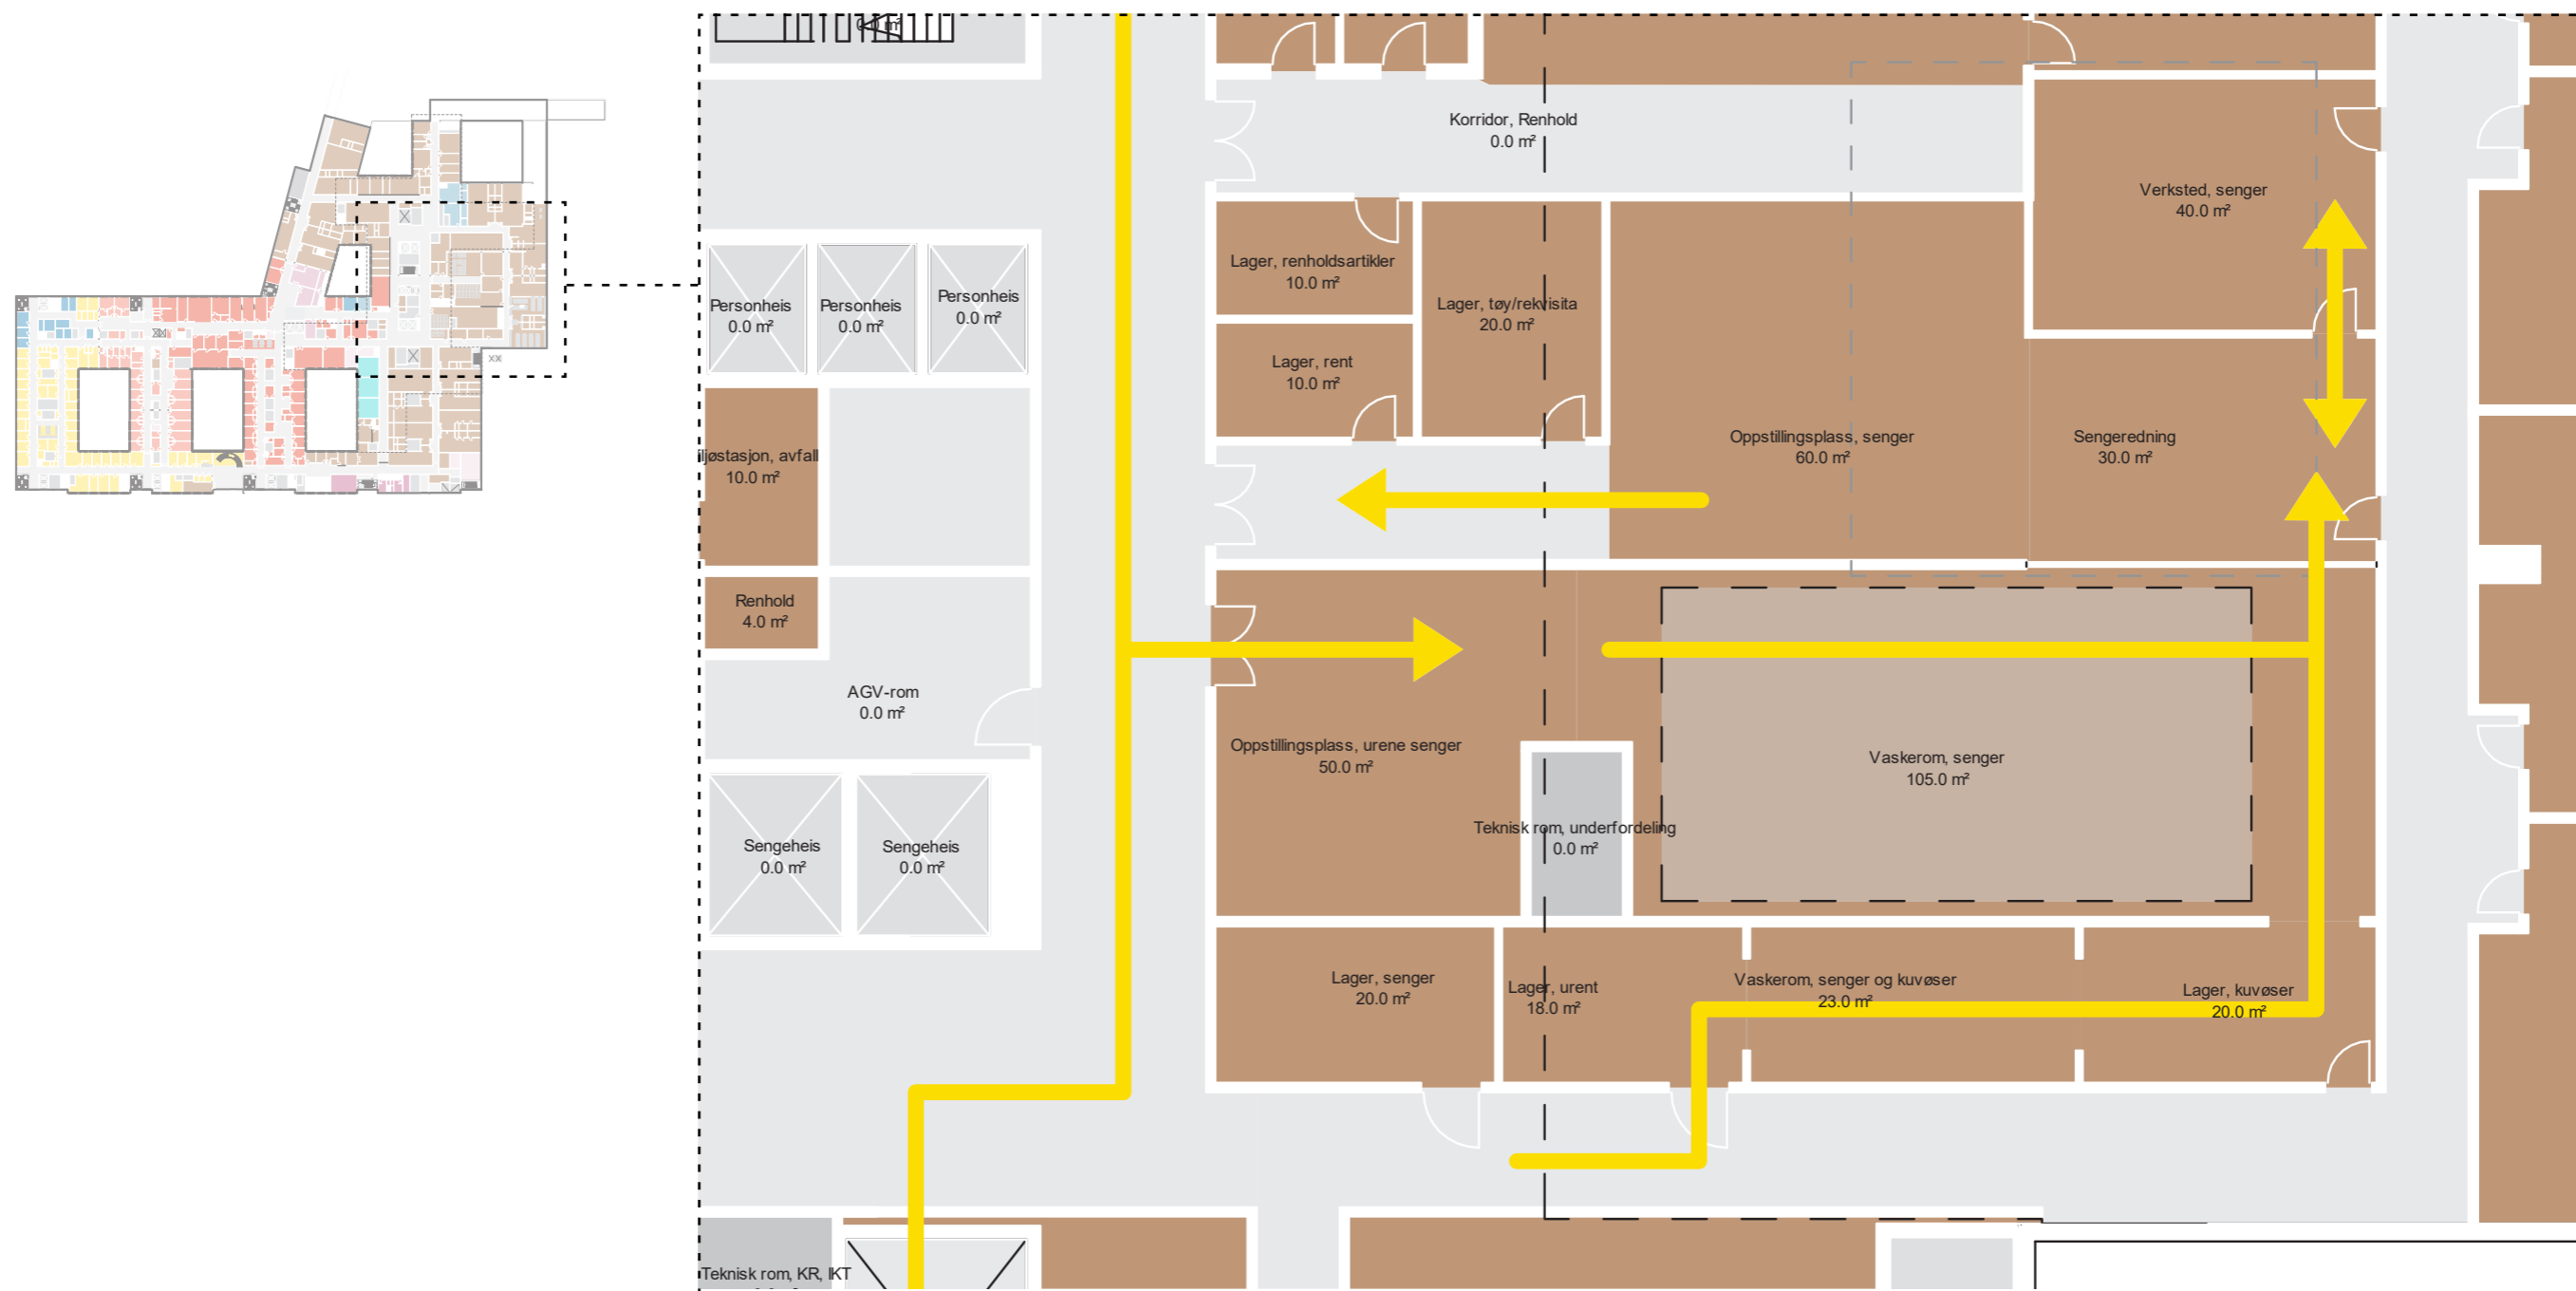 0.0 m²
Korridor, Renhold
0.0 m²
Verksted, senger
40.0 m²
Lager, renholdsartikler
10.0 m²
Lager, tøy/rekvisita
20.0 m²
Personheis
0.0 m²
Personheis
0.0 m²
Personheis
0.0 m²
Lager, rent
10.0 m²
iljøstasjon, avfall
10.0 m²
Oppstillingsplass, senger
60.0 m²
Sengeredning
30.0 m²
Renhold
4.0 m²
AGV-rom
0.0 m²
Oppstillingsplass, urene senger
50.0 m²
Vaskerom, senger
105.0 m²
Teknisk rom, underfordeling
0.0 m²
Sengeheis
0.0 m²
Sengeheis
0.0 m²
Lager, senger
20.0 m²
Lager, urent
18.0 m²
Vaskerom, senger og kuvøser
23.0 m²
Lager, kuvøser
20.0 m²
Teknisk rom, KR, IKT